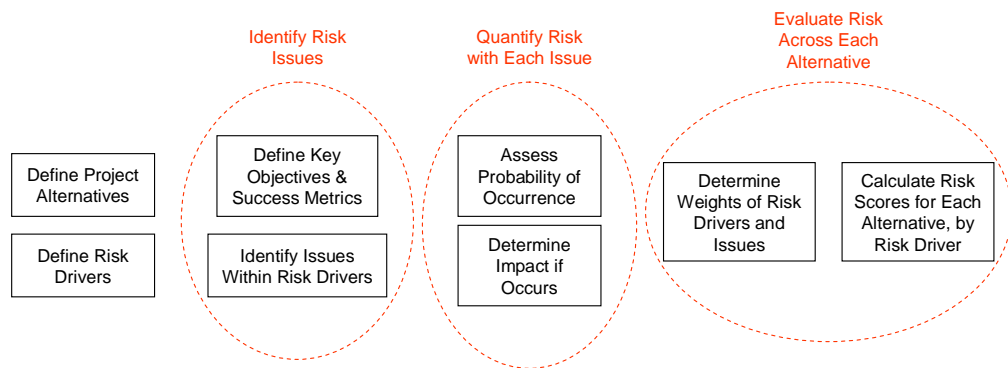 Identify Risk
Issues
Quantify Risk
with Each Issue
Evaluate Risk
Across Each
Alternative
Define Project
Alternatives
Define Risk
Drivers
Define Key
Objectives &
Success Metrics
Identify Issues
Within Risk Drivers
Assess
Probability of
Occurrence
Determine
Impact if
Occurs
Determine
Weights of Risk
Drivers and
Issues
Calculate Risk
Scores for Each
Alternative, by
Risk Driver